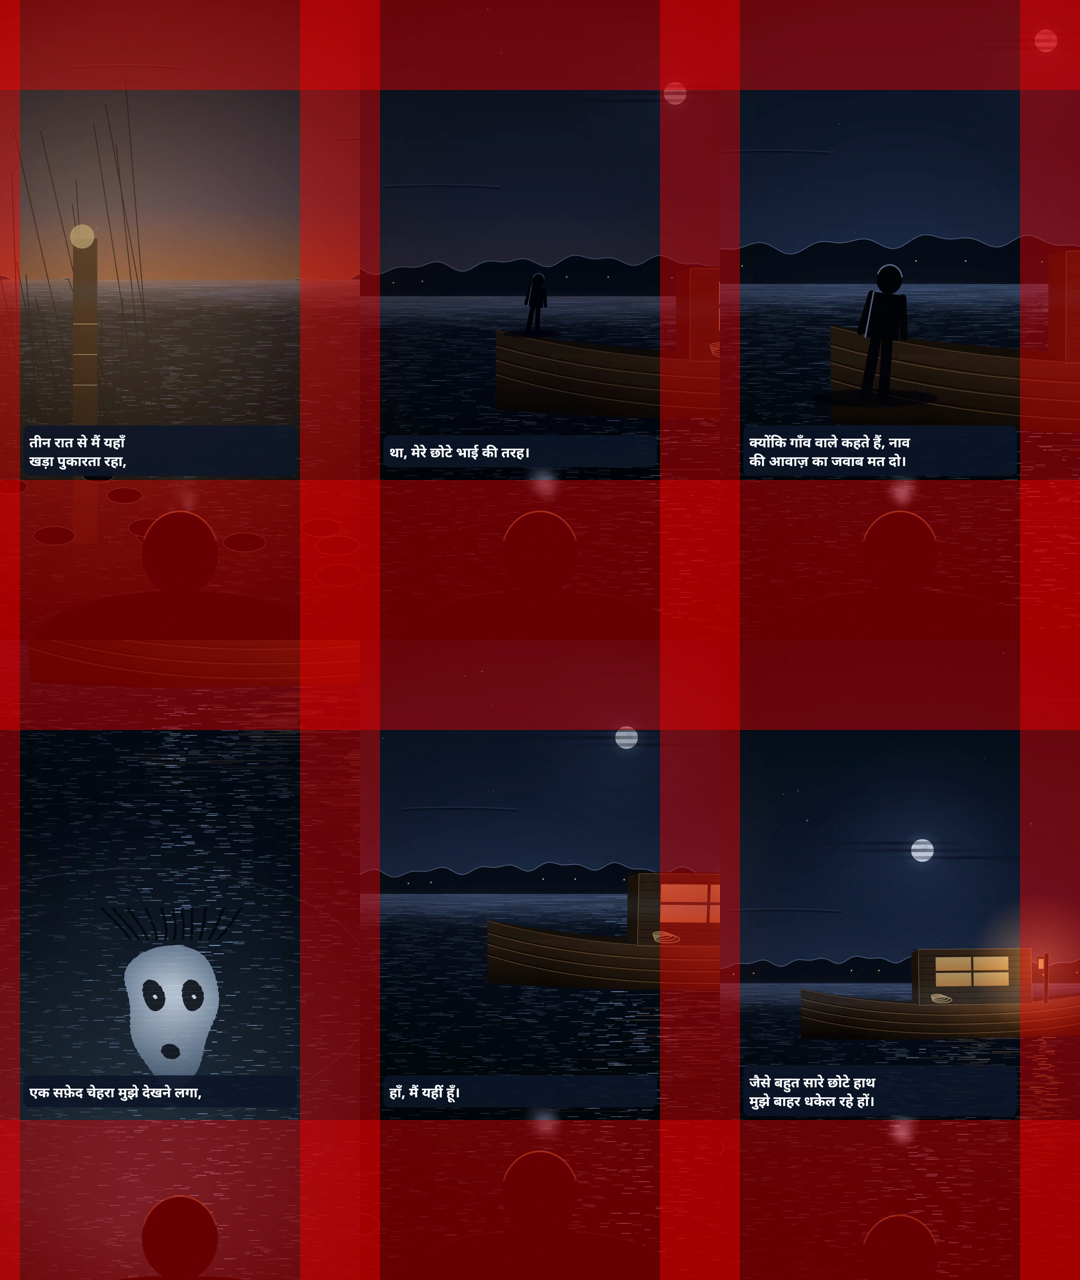 तीन रात से मैं यहाँ
खड़ा पुकारता रहा,
था, मेरे छोटे भाई की तरह।
क्योंकि गाँव वाले कहते हैं, नाव
की आवाज़ का जवाब मत दो।
एक सफ़ेद चेहरा मुझे देखने लगा,
हाँ, मैं यहीं हूँ।
जैसे बहुत सारे छोटे हाथ
मुझे बाहर धकेल रहे हों।